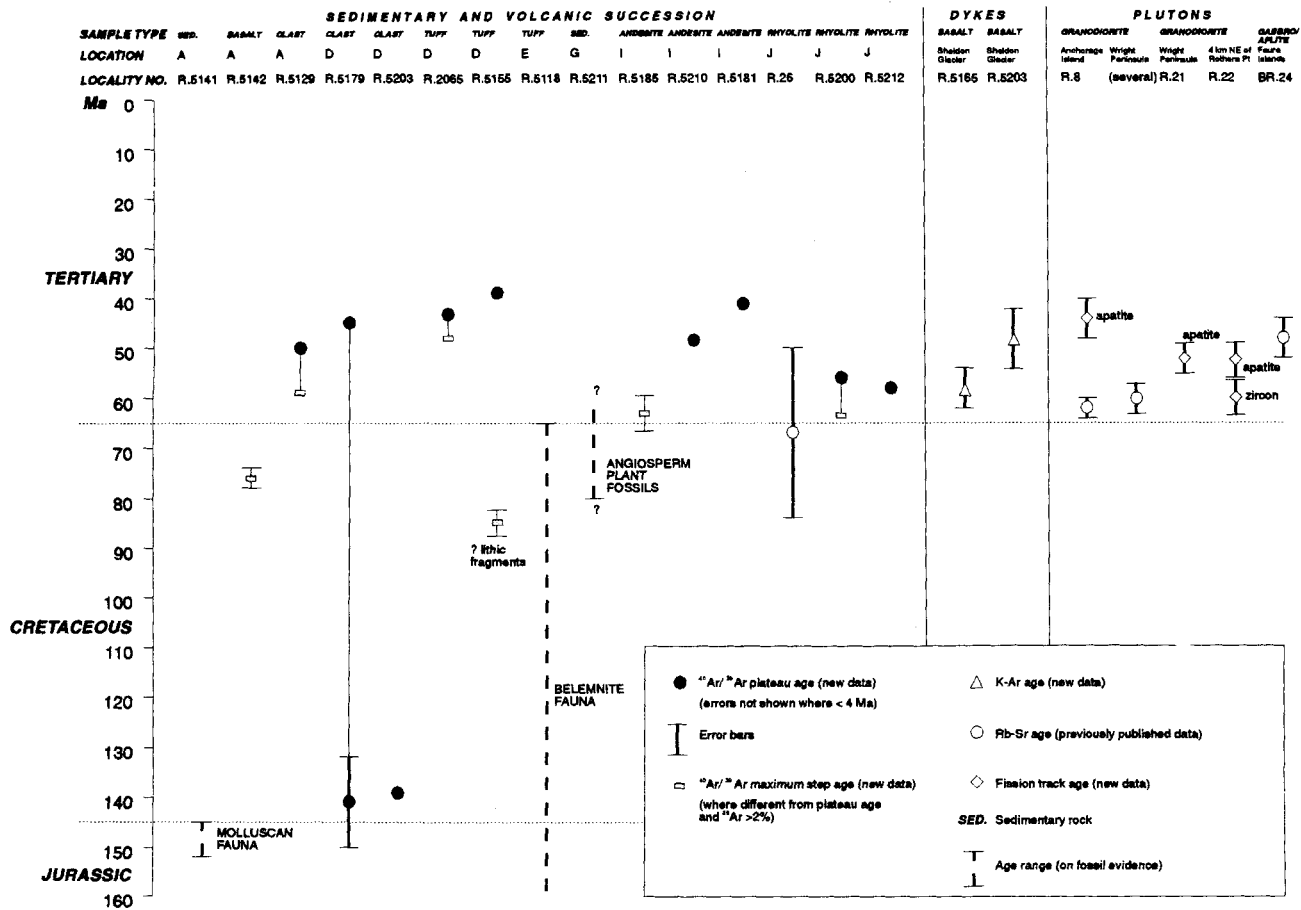 SEDIMENTARY AND VOLCANIC SUCCESSION DYKES PLUTONS
SAMPLE TYPE SED. BASALT CLAST CLAST CLAST TUFF TUFF TUFF SED. ANDESITE ANDESITE ANDESITE RHYOLITE RHYOLITE RHYOLITE BASALT BASALT GRANODIORITE GRANODIORITE GABBRO/APLITE
LOCATION A A A D D D D E G I I I J J J Shelden Glacier Shelden Glacier Anchorage Island Wright Peninsula Wright Peninsula 4 km NE of Rothera Pt Faure Islands
LOCALITY NO. R.5141 R.5142 R.5129 R.5179 R.5203 R.2065 R.5155 R.5118 R.5211 R.5185 R.5210 R.5181 R.26 R.5200 R.5212 R.5165 R.5203 R.8 (several) R.21 R.22 BR.24
Ma 0
10
20
30
TERTIARY
40
apatite
apatite
50
apatite
?
60
ziroon
70
ANGIOSPERM
PLANT
FOSSILS
80
?
? lithic
fragments
90
100
CRETACEOUS
110
120
BELEMNITE
FAUNA
130
140
MOLLUSCAN
FAUNA
150
JURASSIC
160
⁴⁰Ar/ ³⁹Ar plateau age (new data)
(errors not shown where < 4 Ma)
Error bars
⁴⁰Ar/ ³⁹Ar maximum step age (new data)
(where different from plateau age
and ³⁹Ar >2%)
K-Ar age (new data)
Rb-Sr age (previously published data)
Fission track age (new data)
SED. Sedimentary rock
Age range (on fossil evidence)